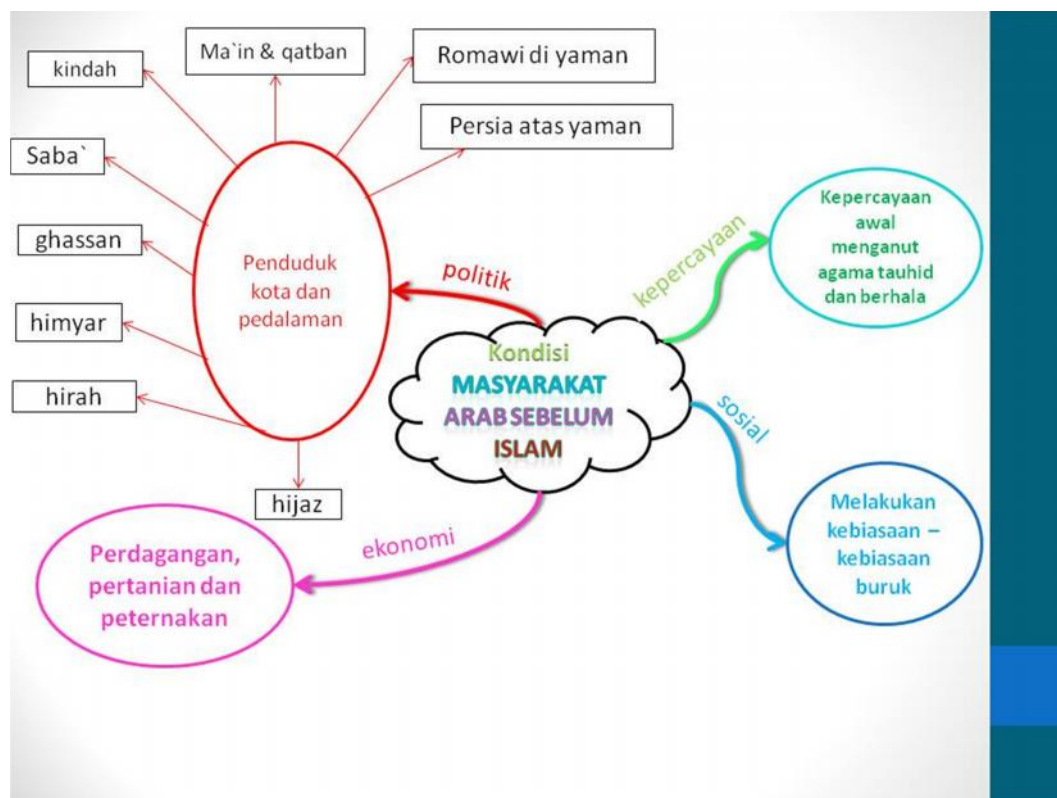 Kondisi
MASYARAKAT
ARAB SEBELUM
ISLAM
politik
Penduduk
kota dan
pedalaman
kindah
Ma`in & qatban
Romawi di yaman
Persia atas yaman
Saba`
ghassan
himyar
hirah
hijaz
kepercayaan
Kepercayaan
awal
menganut
agama tauhid
dan berhala
sosial
Melakukan
kebiasaan –
kebiasaan
buruk
ekonomi
Perdagangan,
pertanian dan
peternakan